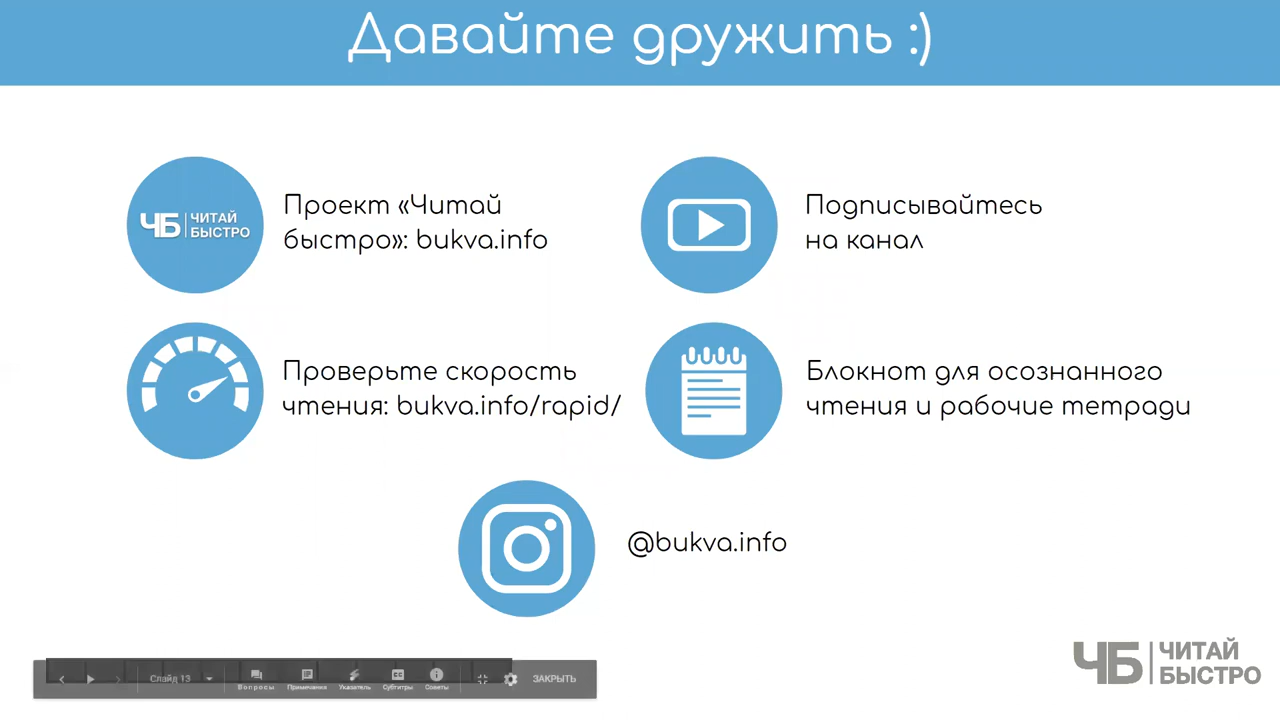 Давайте дружить :)
ЧБ ЧИТАЙ
БЫСТРО
Проект «Читай
быстро»: bukva.info
Подписывайтесь
на канал
Проверьте скорость
чтения: bukva.info/rapid/
Блокнот для осознанного
чтения и рабочие тетради
@bukva.info
Слайд 13
Вопросы
Примечания
Указатель
Субтитры
Советы
ЗАКРЫТЬ
ЧБ ЧИТАЙ
БЫСТРО